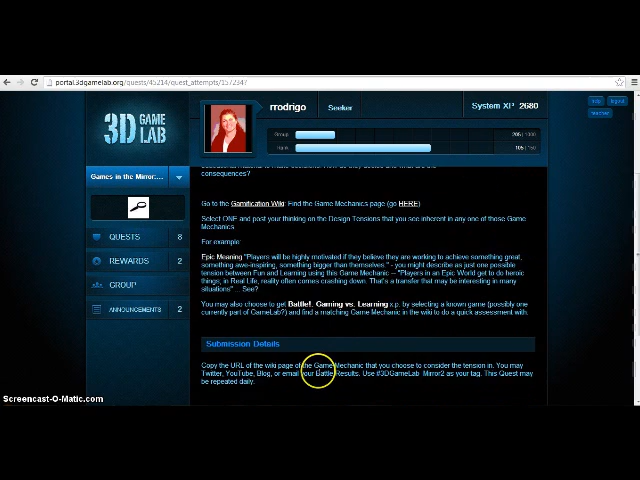 portal.3dgamelab.org/quests/45214/quest_attempts/157234?
3D GAME LAB
rrodrigo
Seeker
System XP 2680
help
logout
teacher
Group
205 | 1000
Rank
105 | 150
Games in the Mirror:...
consequences?
QUESTS 8
REWARDS 2
GROUP
ANNOUNCEMENTS 2
Go to the Gamification Wiki: Find the Game Mechanics page (go HERE)
Select ONE and post your thinking on the Design Tensions that you see inherent in any one of those Game
Mechanics
For example:
Epic Meaning "Players will be highly motivated if they believe they are working to achieve something great,
something awe-inspiring, something bigger than themselves." - you might describe as just one possible
tension between Fun and Learning using this Game Mechanic -- "Players in an Epic World get to do heroic
things, in Real Life, reality often comes crashing down. That's a transfer that may be interesting in many
situations"... See?
You may also choose to get Battle!. Gaming vs. Learning x.p. by selecting a known game (possibly one
currently part of GameLab?) and find a matching Game Mechanic in the wiki to do a quick assessment with.
Submission Details
Copy the URL of the wiki page of the Game Mechanic that you choose to consider the tension in. You may
Twitter, YouTube, Blog, or email your Battle Results. Use #3DGameLab Mirror2 as your tag. This Quest may
be repeated daily.
Screencast-O-Matic.com